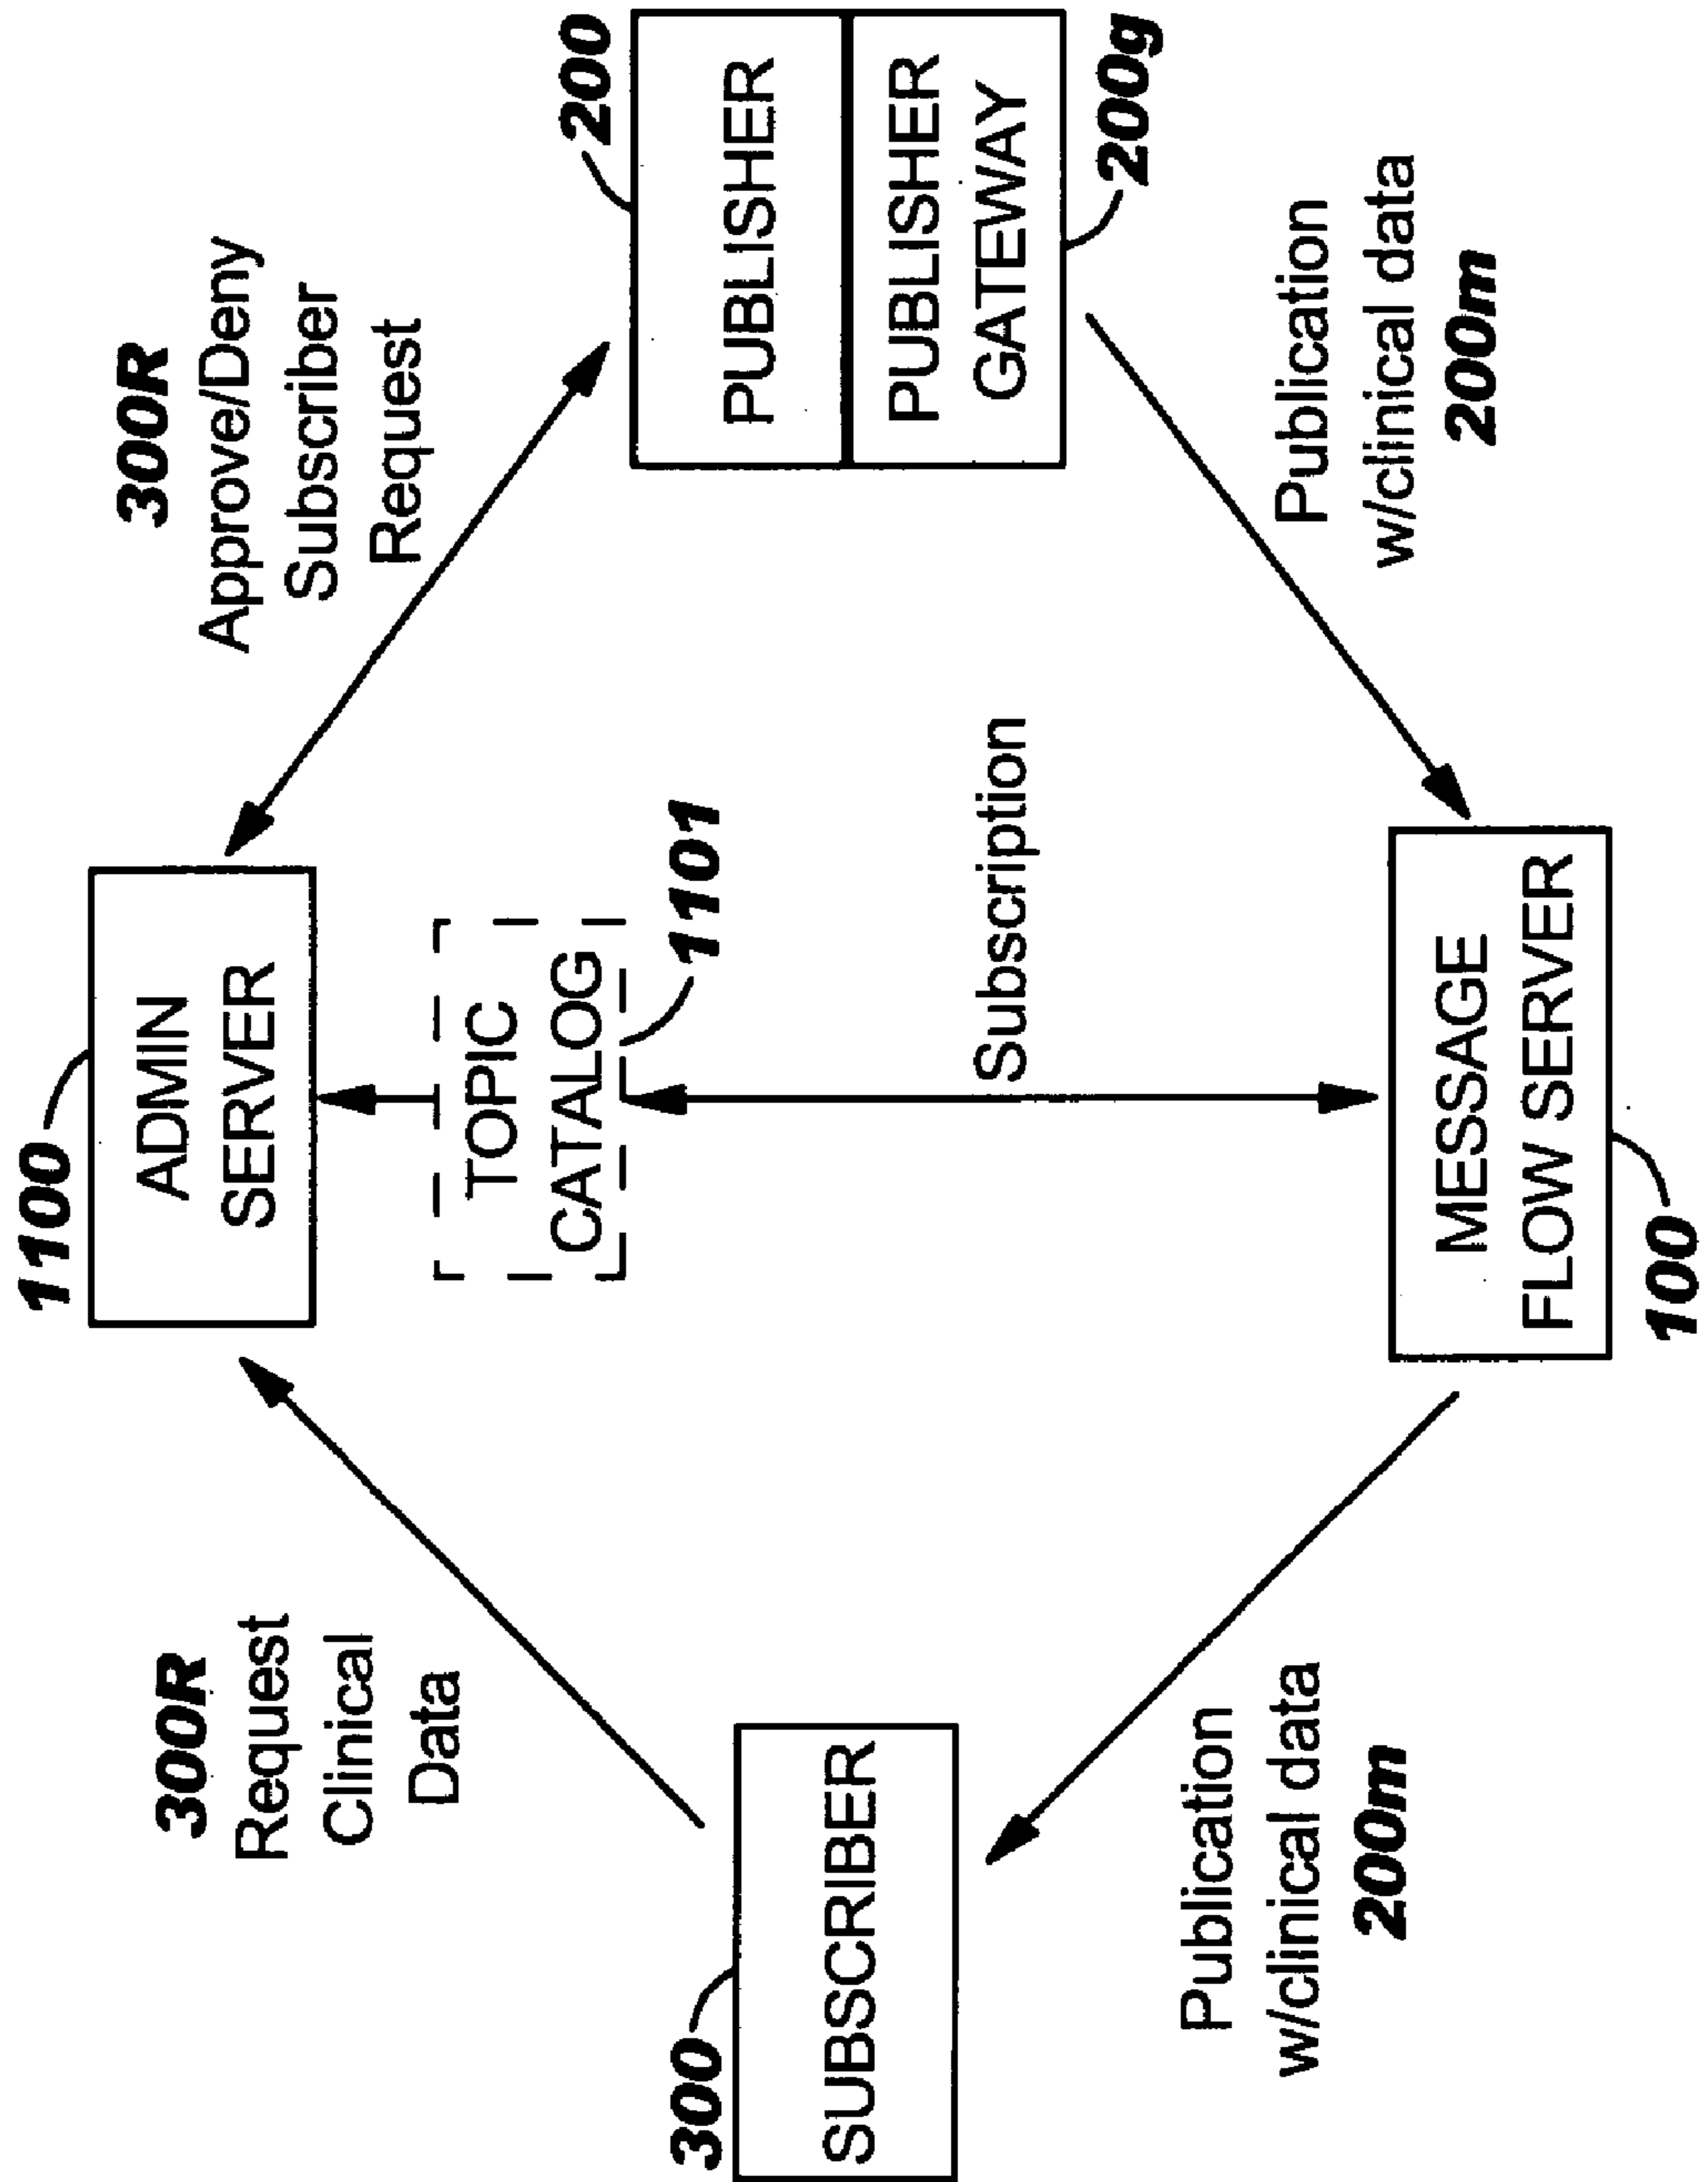 1100
ADMIN
SERVER
300R
Request
Clinical
Data
300R
Approve/Deny
Subscriber
Request
TOPIC
CATALOG
1101
300
SUBSCRIBER
200
PUBLISHER
PUBLISHER
GATEWAY
200g
Subscription
Publication
w/clinical data
200m
Publication
w/clinical data
200m
MESSAGE
FLOW SERVER
100